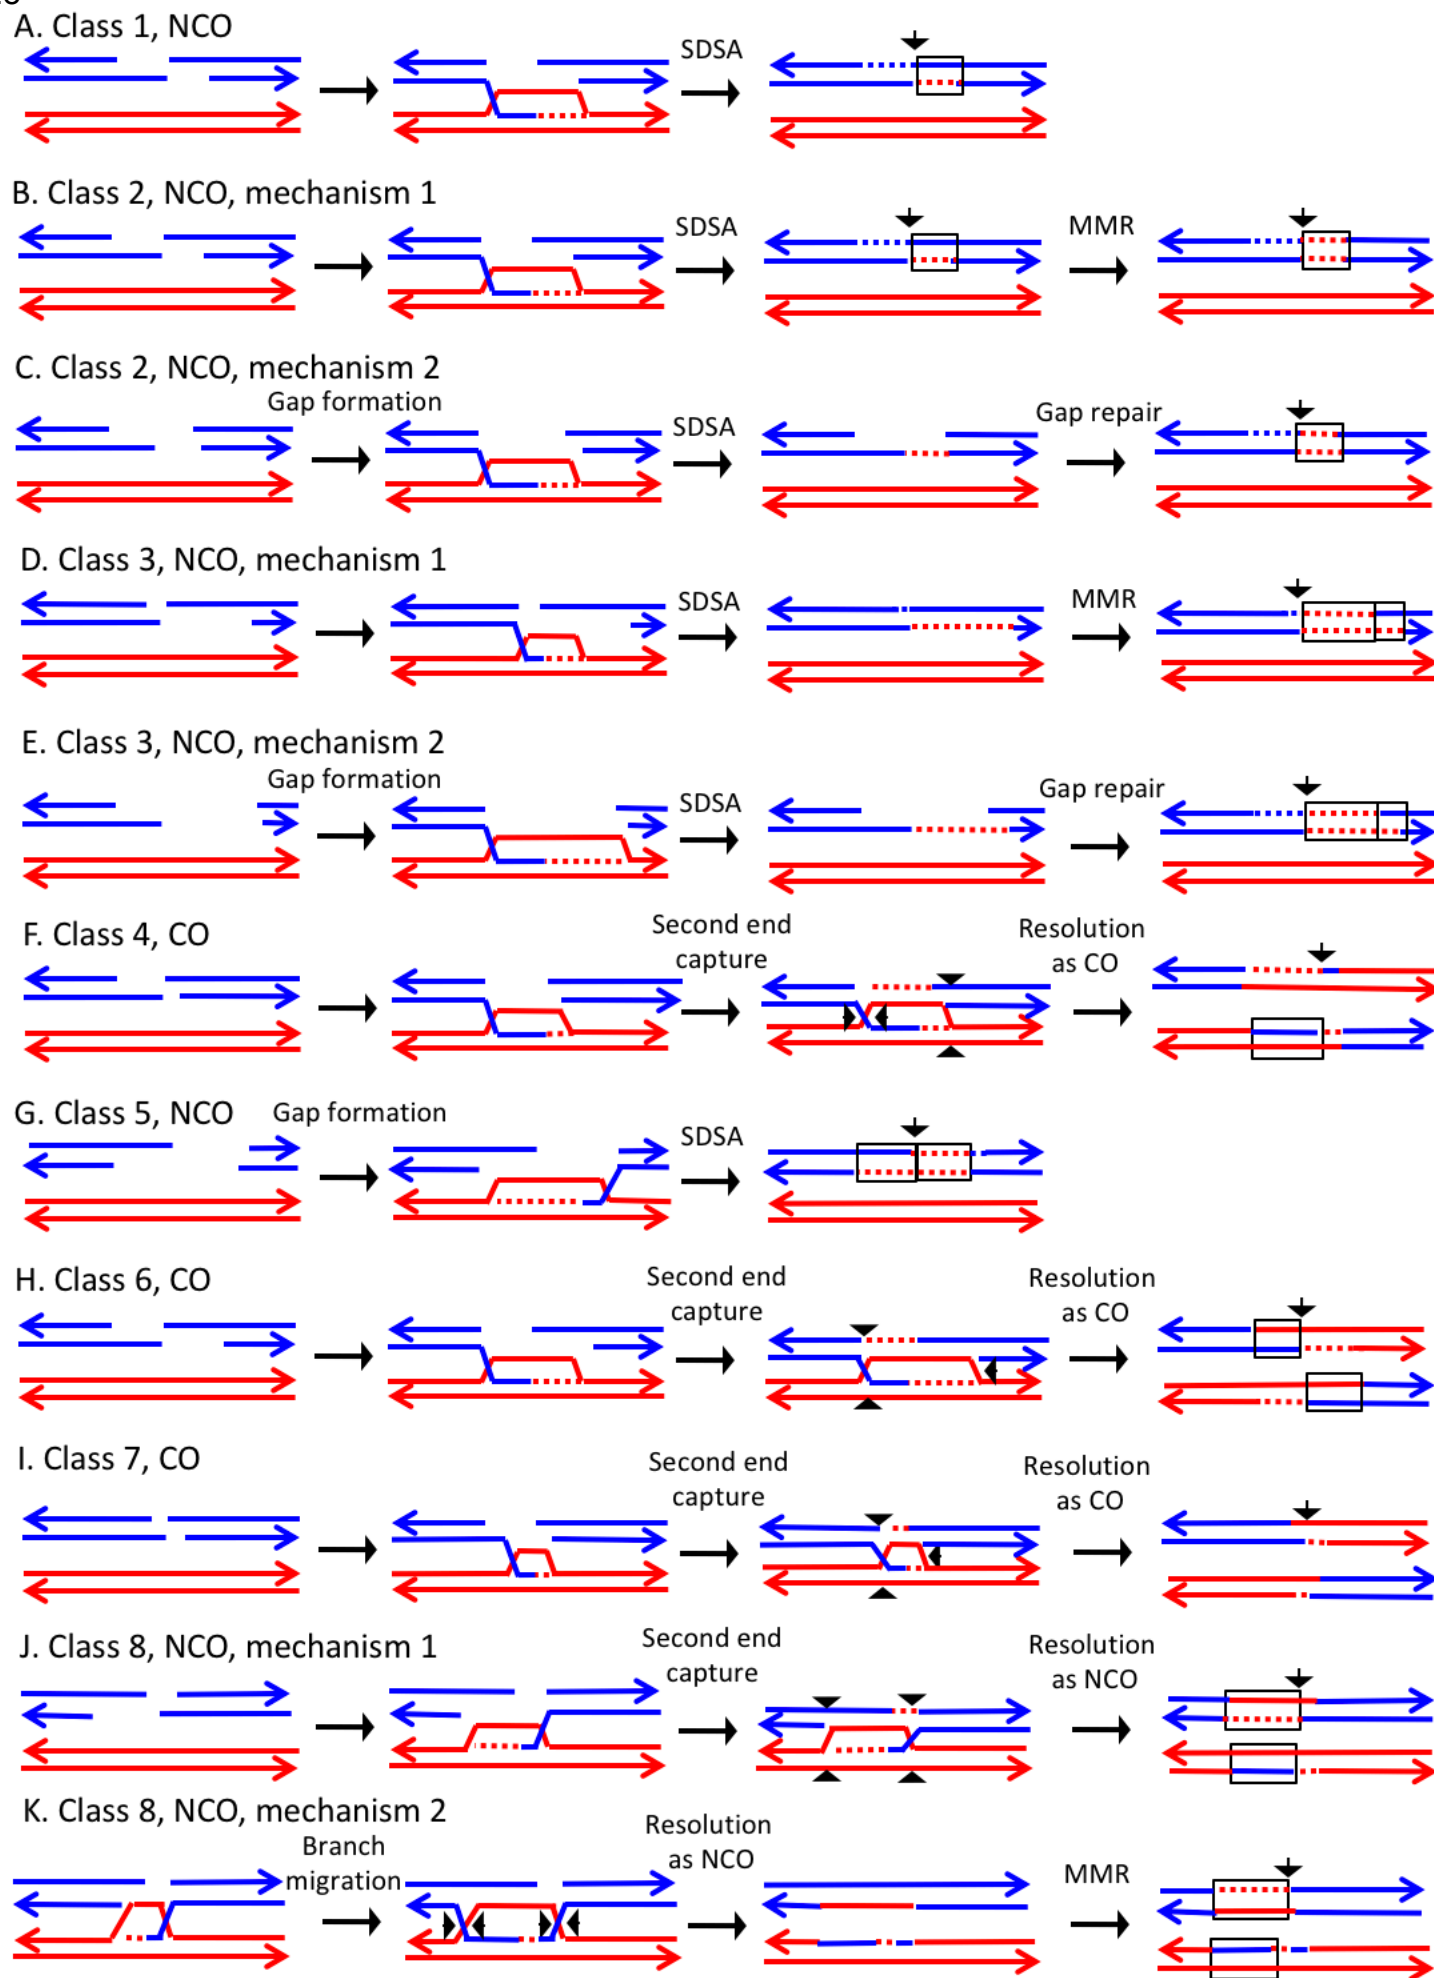 A. Class 1, NCO
SDSA
B. Class 2, NCO, mechanism 1
SDSA
MMR
C. Class 2, NCO, mechanism 2
Gap formation
SDSA
Gap repair
D. Class 3, NCO, mechanism 1
SDSA
MMR
E. Class 3, NCO, mechanism 2
Gap formation
SDSA
Gap repair
F. Class 4, CO
Second end
capture
Resolution
as CO
G. Class 5, NCO
Gap formation
SDSA
H. Class 6, CO
Second end
capture
Resolution
as CO
I. Class 7, CO
Second end
capture
Resolution
as CO
J. Class 8, NCO, mechanism 1
Second end
capture
Resolution
as NCO
K. Class 8, NCO, mechanism 2
Branch
migration
Resolution
as NCO
MMR